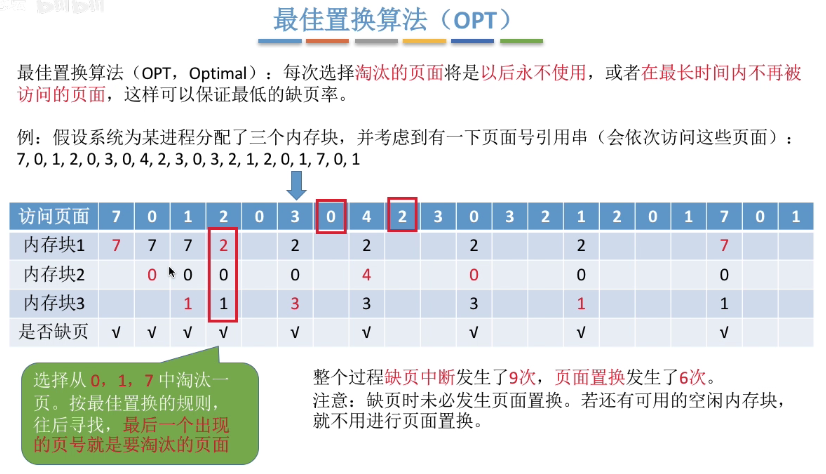 最佳置换算法（OPT）
最佳置换算法（OPT，Optimal）：每次选择淘汰的页面将是以后永不使用，或者在最长时间内不再被
访问的页面，这样可以保证最低的缺页率。
例：假设系统为某进程分配了三个内存块，并考虑到有一下页面号引用串（会依次访问这些页面）：
7, 0, 1, 2, 0, 3, 0, 4, 2, 3, 0, 3, 2, 1, 2, 0, 1, 7, 0, 1
访问页面 7 0 1 2 0 3 0 4 2 3 0 3 2 1 2 0 1 7 0 1
内存块1 7 7 7 2 2 2 2 2 7
内存块2 0 0 0 0 4 0 0 0
内存块3 1 1 3 3 3 1 1
是否缺页 √ √ √ √ √ √ √ √ √
选择从 0，1，7 中淘汰一
页。按最佳置换的规则，
往后寻找，最后一个出现
的页号就是要淘汰的页面
整个过程缺页中断发生了9次，页面置换发生了6次。
注意：缺页时未必发生页面置换。若还有可用的空闲内存块，
就不用进行页面置换。